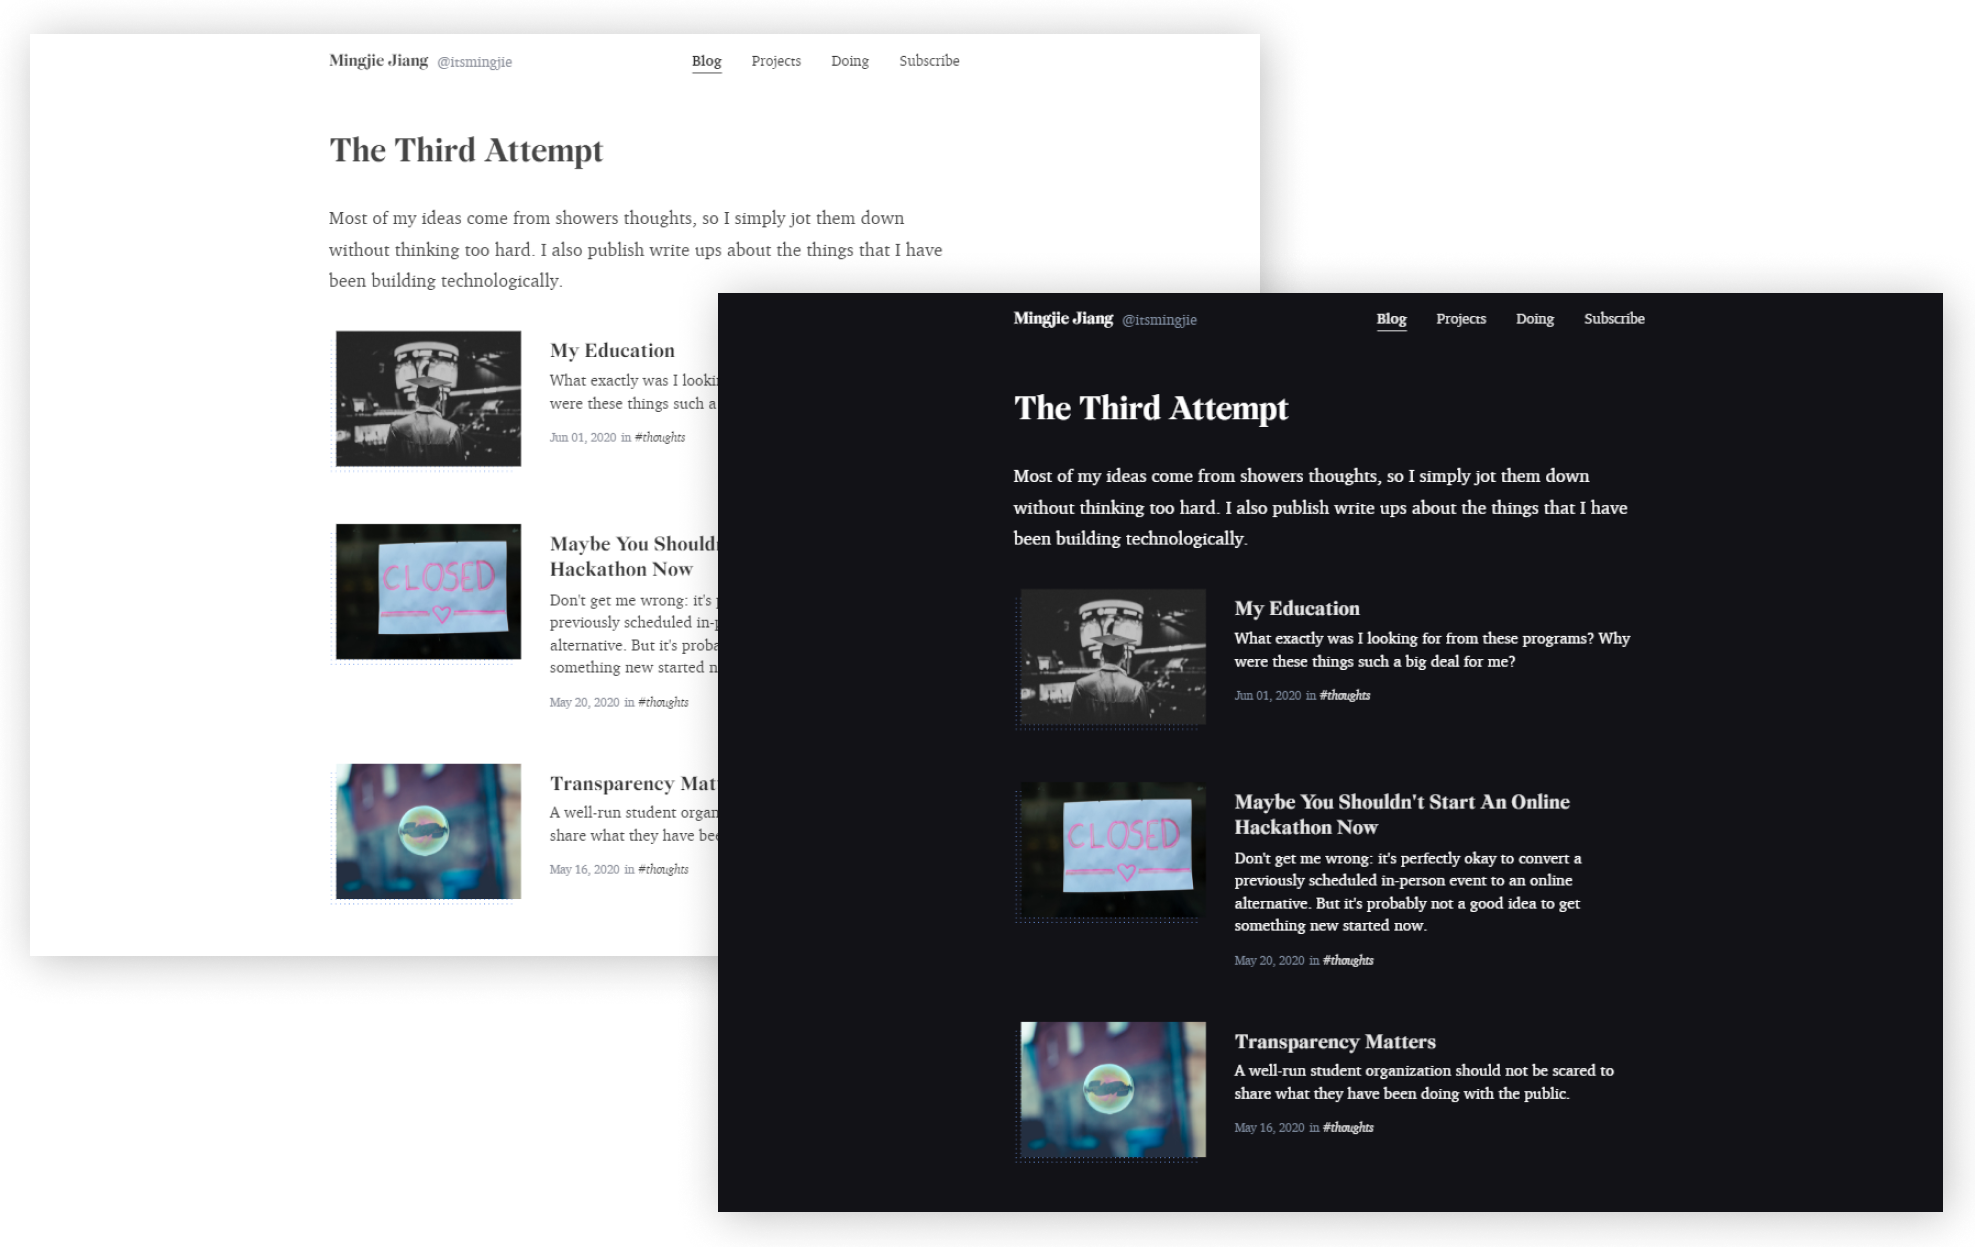 Mingjie Jiang @itsmingjie Blog Projects Doing Subscribe
The Third Attempt
Most of my ideas come from showers thoughts, so I simply jot them down
without thinking too hard. I also publish write ups about the things that I have
been building technologically.
My Education
What exactly was I looki
were these things such a
Jun 01, 2020 in #thoughts
CLOSED
Maybe You Should
Hackathon Now
Don't get me wrong: it's
previously scheduled in-p
alternative. But it's proba
something new started n
May 20, 2020 in #thoughts
Transparency Mat
A well-run student organ
share what they have bee
May 16, 2020 in #thoughts
Mingjie Jiang @itsmingjie Blog Projects Doing Subscribe
The Third Attempt
Most of my ideas come from showers thoughts, so I simply jot them down
without thinking too hard. I also publish write ups about the things that I have
been building technologically.
My Education
What exactly was I looking for from these programs? Why
were these things such a big deal for me?
Jun 01, 2020 in #thoughts
CLOSED
Maybe You Shouldn't Start An Online
Hackathon Now
Don't get me wrong: it's perfectly okay to convert a
previously scheduled in-person event to an online
alternative. But it's probably not a good idea to get
something new started now.
May 20, 2020 in #thoughts
Transparency Matters
A well-run student organization should not be scared to
share what they have been doing with the public.
May 16, 2020 in #thoughts